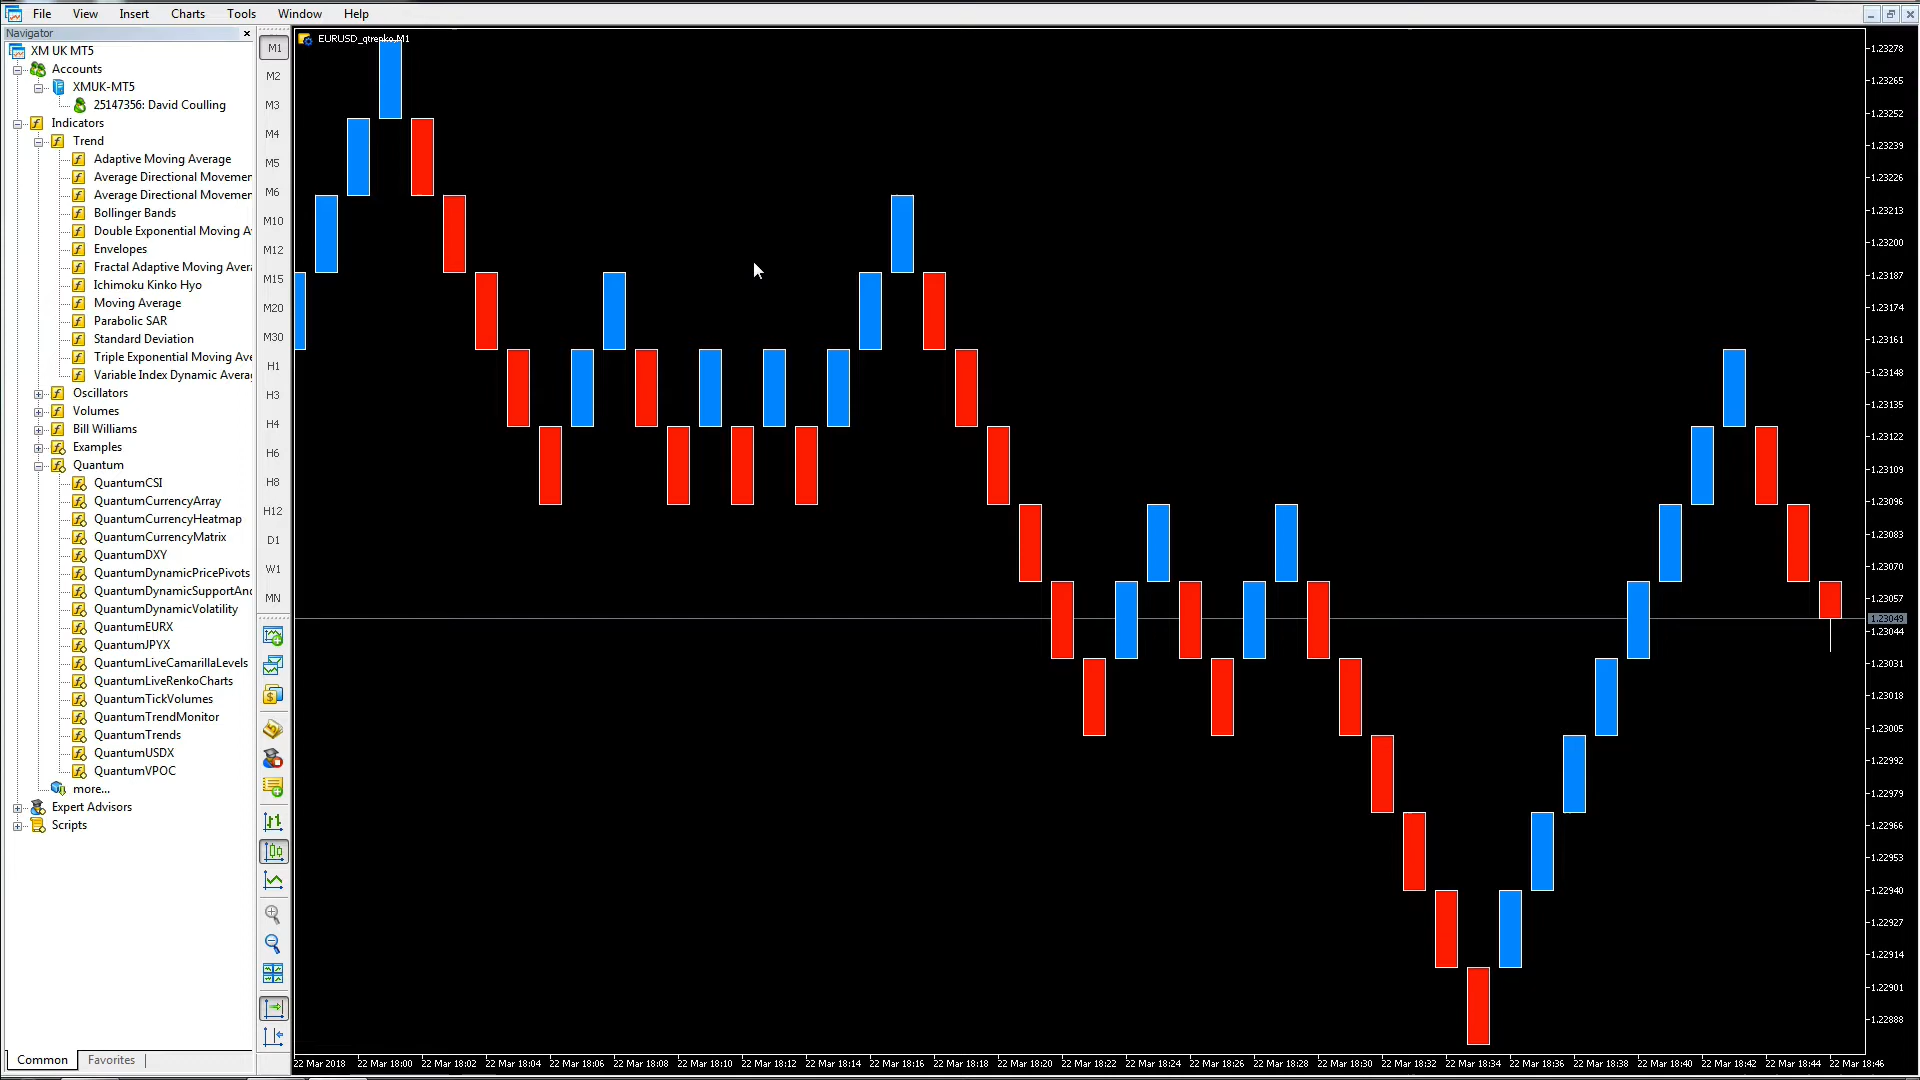 File View Insert Charts Tools Window Help
Navigator
XM UK MT5
Accounts
XMUK-MT5
25147356: David Coulling
Indicators
Trend
Adaptive Moving Average
Average Directional Movemen
Average Directional Movemen
Bollinger Bands
Double Exponential Moving A
Envelopes
Fractal Adaptive Moving Avera
Ichimoku Kinko Hyo
Moving Average
Parabolic SAR
Standard Deviation
Triple Exponential Moving Ave
Variable Index Dynamic Avera
Oscillators
Volumes
Bill Williams
Examples
Quantum
QuantumCSI
QuantumCurrencyArray
QuantumCurrencyHeatmap
QuantumCurrencyMatrix
QuantumDXY
QuantumDynamicPricePivots
QuantumDynamicSupportAnd
QuantumDynamicVolatility
QuantumEURX
QuantumJPYX
QuantumLiveCamarillaLevels
QuantumLiveRenkoCharts
QuantumTickVolumes
QuantumTrendMonitor
QuantumTrends
QuantumUSDX
QuantumVPOC
more...
Expert Advisors
Scripts
Common Favorites
M1
M2
M3
M4
M5
M6
M10
M12
M15
M20
M30
H1
H3
H4
H6
H8
H12
D1
W1
MN
EURUSD_qtrenko,M1
1.23278
1.23265
1.23252
1.23239
1.23226
1.23213
1.23200
1.23187
1.23174
1.23161
1.23148
1.23135
1.23122
1.23109
1.23096
1.23083
1.23070
1.23057
1.23049
1.23044
1.23031
1.23018
1.23005
1.22992
1.22979
1.22966
1.22953
1.22940
1.22927
1.22914
1.22901
1.22888
22 Mar 2018 22 Mar 18:00 22 Mar 18:02 22 Mar 18:04 22 Mar 18:06 22 Mar 18:08 22 Mar 18:10 22 Mar 18:12 22 Mar 18:14 22 Mar 18:16 22 Mar 18:18 22 Mar 18:20 22 Mar 18:22 22 Mar 18:24 22 Mar 18:26 22 Mar 18:28 22 Mar 18:30 22 Mar 18:32 22 Mar 18:34 22 Mar 18:36 22 Mar 18:38 22 Mar 18:40 22 Mar 18:42 22 Mar 18:44 22 Mar 18:46